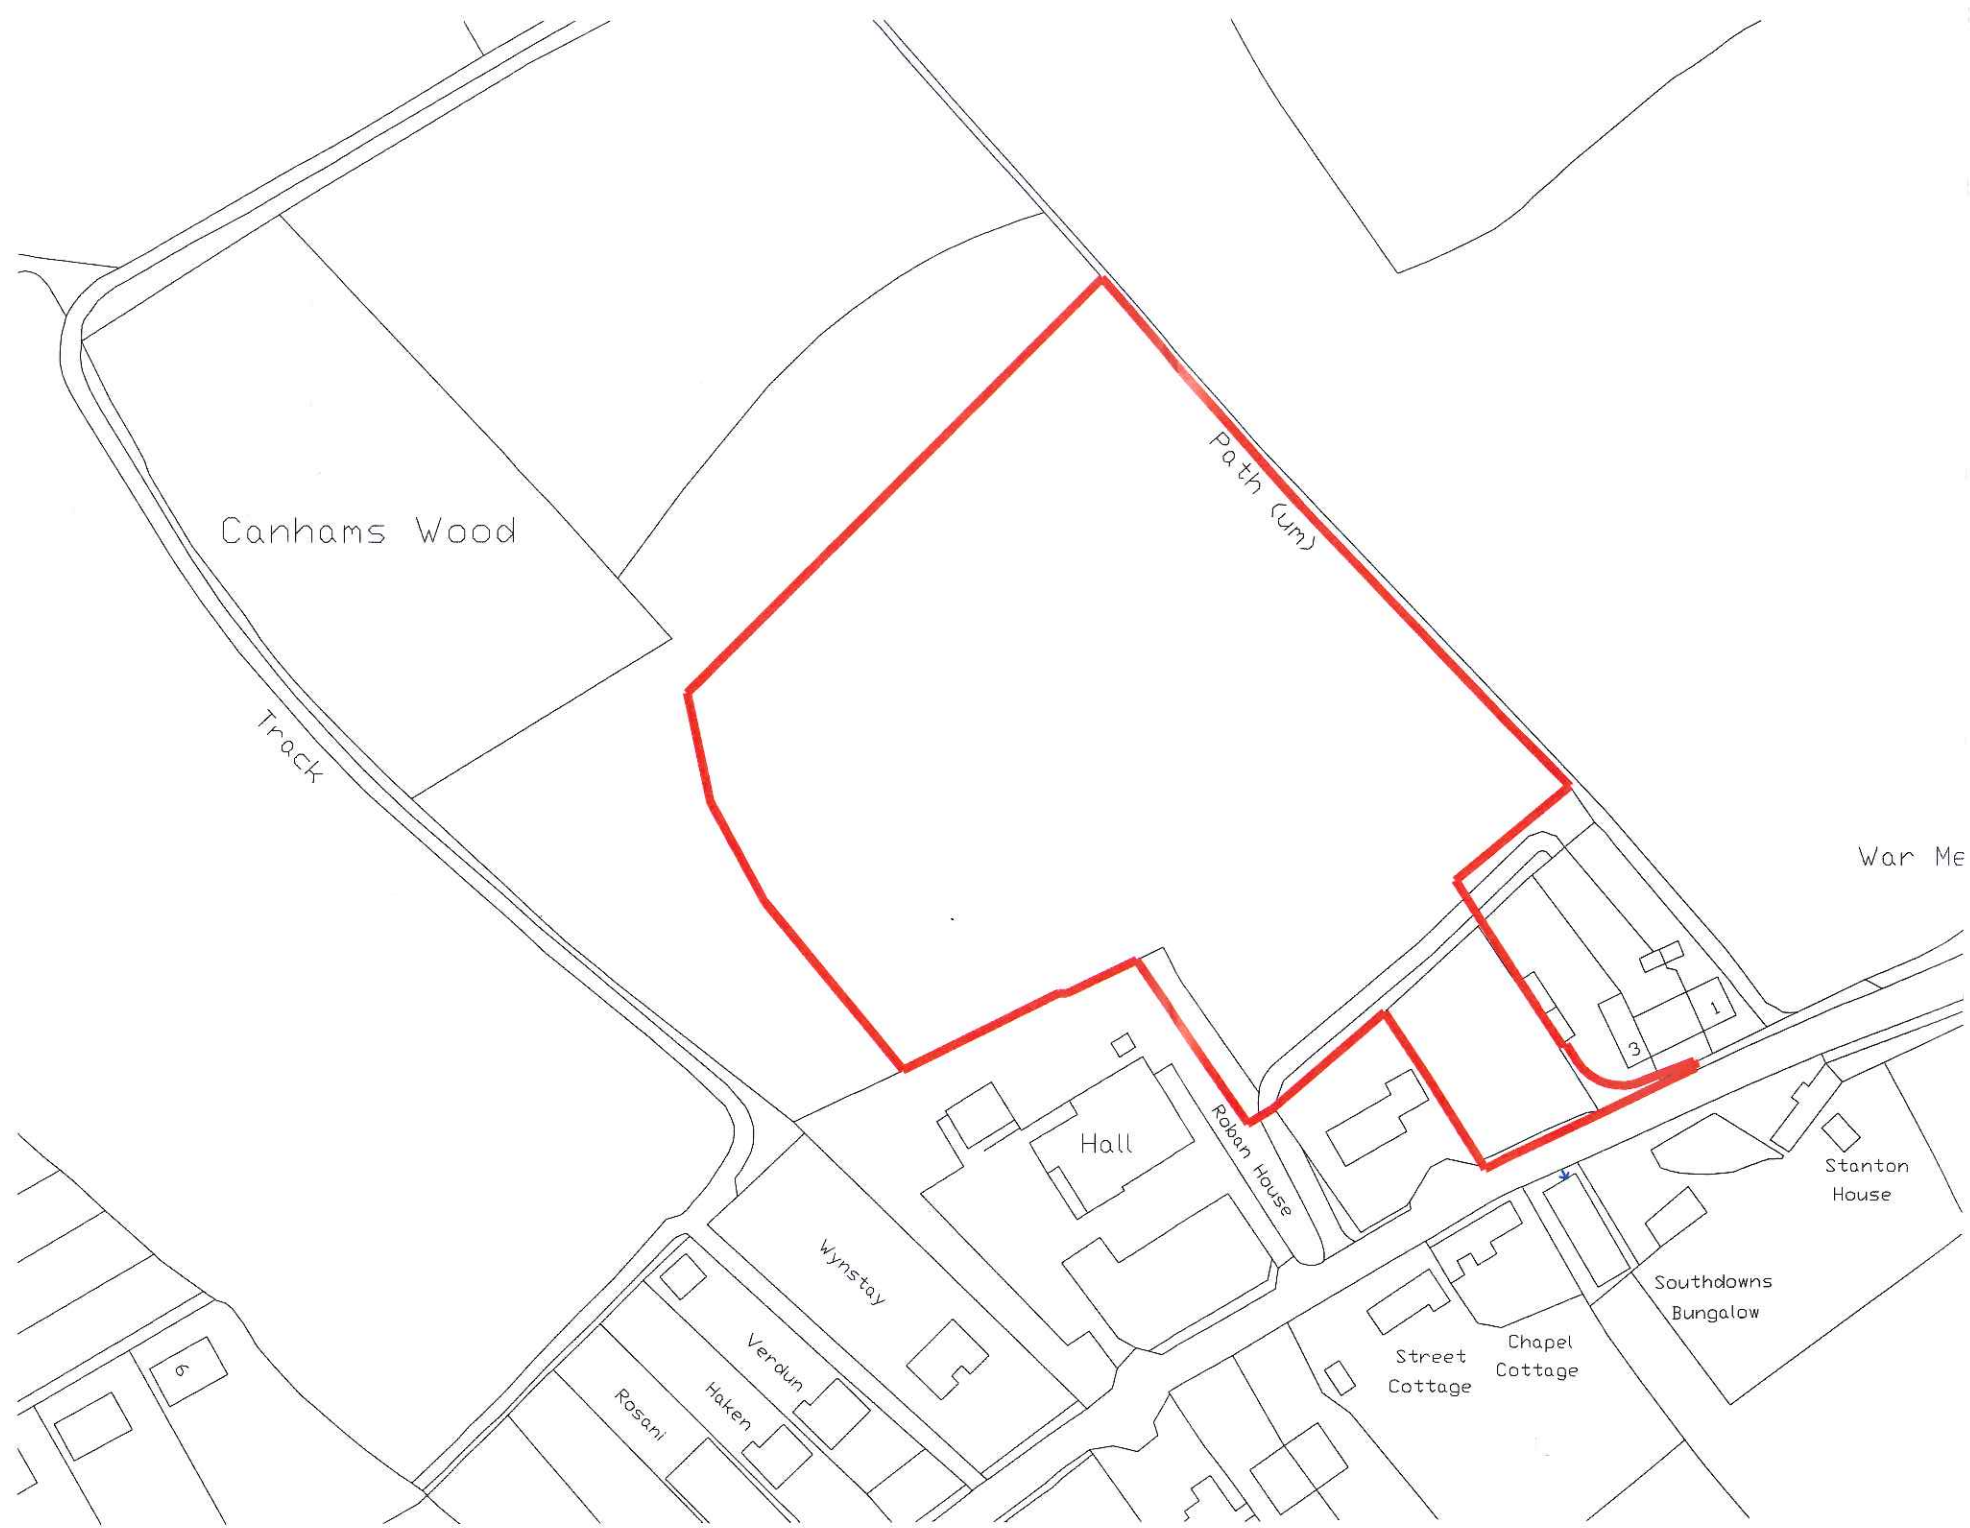 Canhams Wood
Path (um)
Track
War Me
1
3
Hall
Roban House
Stanton
House
Wynstay
Southdowns
Bungalow
Verdun
Chapel
Cottage
Street
Cottage
Haken
Rosani
6